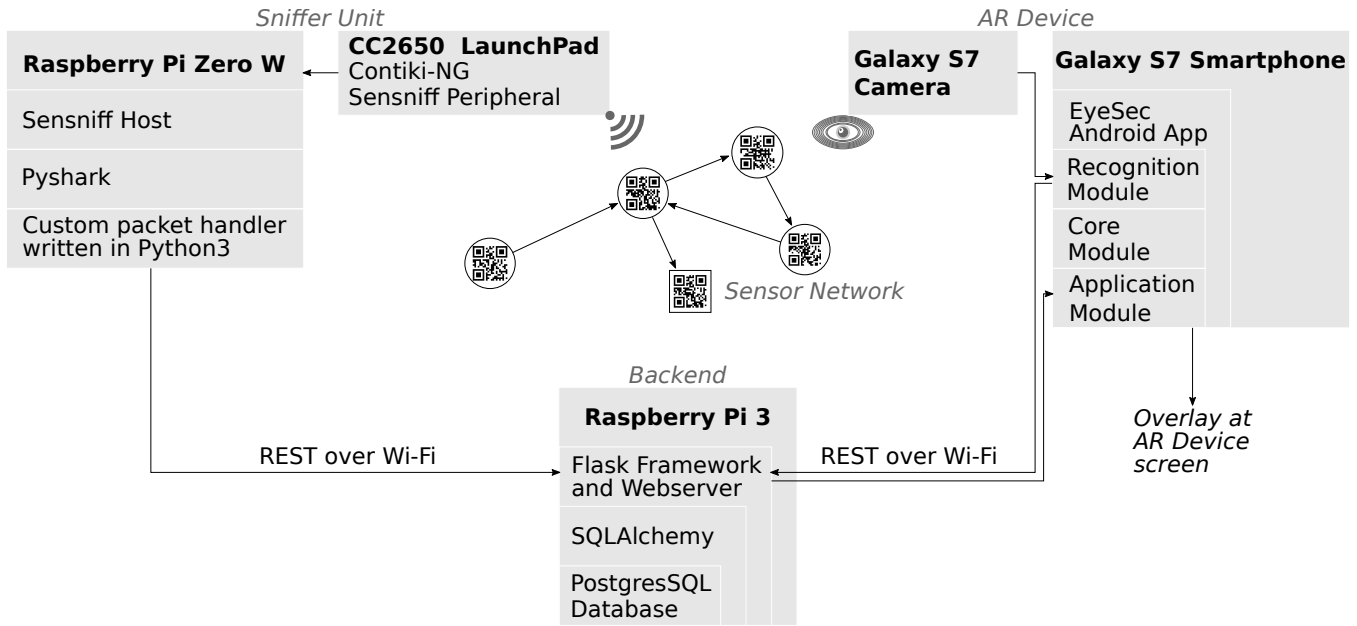 Sniffer Unit
Raspberry Pi Zero W
Sensniff Host
Pyshark
Custom packet handler
written in Python3
CC2650 LaunchPad
Contiki-NG
Sensniff Peripheral
AR Device
Galaxy S7
Camera
Galaxy S7 Smartphone
EyeSec
Android App
Recognition
Module
Core
Module
Application
Module
Sensor Network
Overlay at
AR Device
screen
Backend
Raspberry Pi 3
Flask Framework
and Webserver
SQLAlchemy
PostgresSQL
Database
REST over Wi-Fi
REST over Wi-Fi